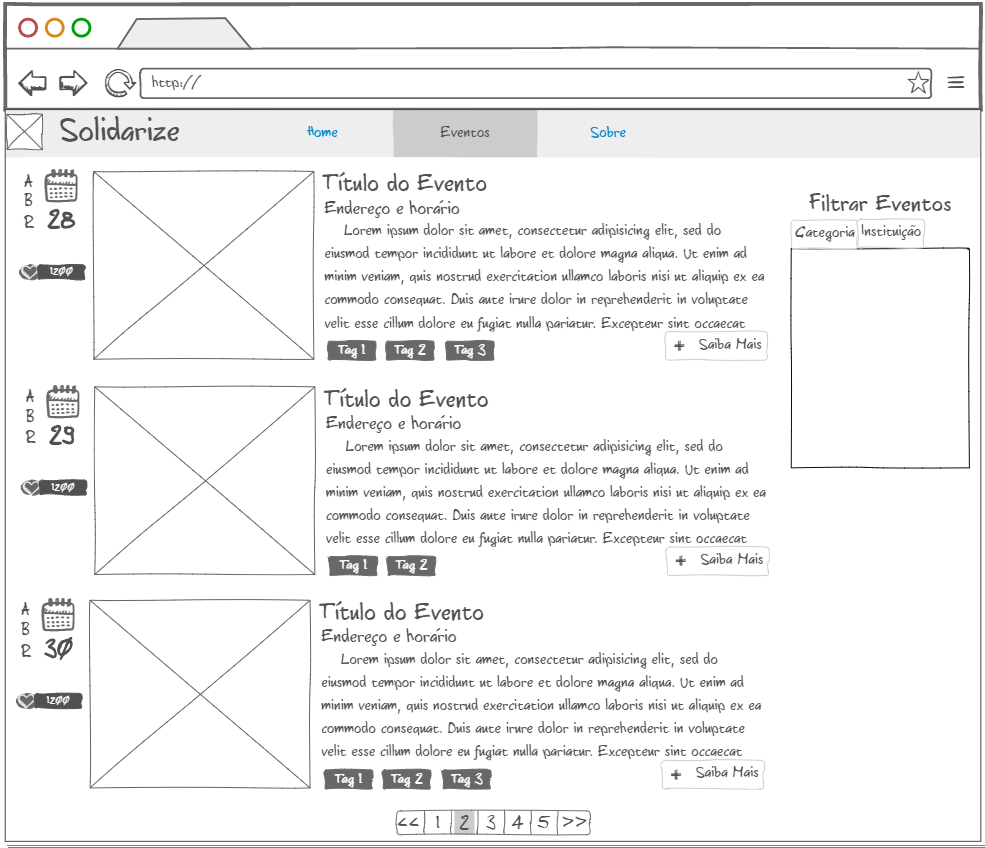 http://
Solidarize
Home
Eventos
Sobre
A
B
R
28
1200
Título do Evento
Endereço e horário
Lorem ipsum dolor sit amet, consectetur adipisicing elit, sed do
eiusmod tempor incididunt ut labore et dolore magna aliqua. Ut enim ad
minim veniam, quis nostrud exercitation ullamco laboris nisi ut aliquip ex ea
commodo consequat. Duis aute irure dolor in reprehenderit in voluptate
velit esse cillum dolore eu fugiat nulla pariatur. Excepteur sint occaecat
Tag 1
Tag 2
Tag 3
+ Saiba Mais
Filtrar Eventos
Categoria
Instituição
A
B
R
29
1200
Título do Evento
Endereço e horário
Lorem ipsum dolor sit amet, consectetur adipisicing elit, sed do
eiusmod tempor incididunt ut labore et dolore magna aliqua. Ut enim ad
minim veniam, quis nostrud exercitation ullamco laboris nisi ut aliquip ex ea
commodo consequat. Duis aute irure dolor in reprehenderit in voluptate
velit esse cillum dolore eu fugiat nulla pariatur. Excepteur sint occaecat
Tag 1
Tag 2
+ Saiba Mais
A
B
R
30
1200
Título do Evento
Endereço e horário
Lorem ipsum dolor sit amet, consectetur adipisicing elit, sed do
eiusmod tempor incididunt ut labore et dolore magna aliqua. Ut enim ad
minim veniam, quis nostrud exercitation ullamco laboris nisi ut aliquip ex ea
commodo consequat. Duis aute irure dolor in reprehenderit in voluptate
velit esse cillum dolore eu fugiat nulla pariatur. Excepteur sint occaecat
Tag 1
Tag 2
Tag 3
+ Saiba Mais
<< 1 2 3 4 5 >>